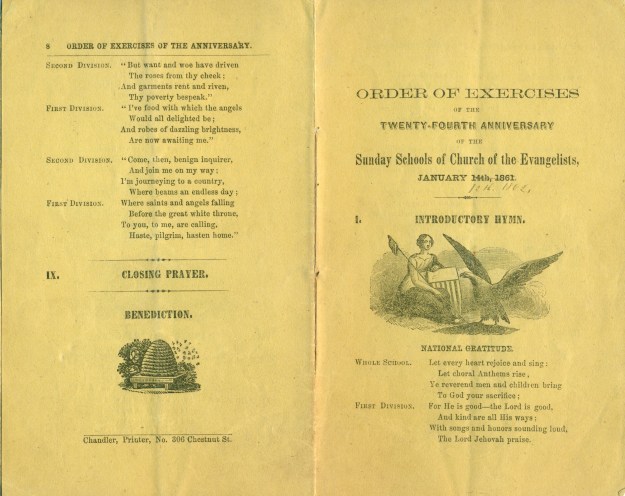 8 ORDER OF EXERCISES OF THE ANNIVERSARY.
SECOND DIVISION. "But want and woe have driven
The roses from thy cheek;
And garments rent and riven,
Thy poverty bespeak."
FIRST DIVISION. "I've food with which the angels
Would all delighted be;
And robes of dazzling brightness,
Are now awaiting me."
SECOND DIVISION. "Come, then, benign inquirer,
And join me on my way:
I'm journeying to a country,
Where beams an endless day;
FIRST DIVISION. Where saints and angels falling
Before the great white throne,
To you, to me, are calling,
Haste, pilgrim, hasten home."
IX. CLOSING PRAYER.
BENEDICTION.
Chandler, Printer, No. 306 Chestnut St.
ORDER OF EXERCISES
OF THE
TWENTY-FOURTH ANNIVERSARY
OF THE
Sunday Schools of Church of the Evangelists,
JANUARY 14th, 1861.
I. INTRODUCTORY HYMN.
NATIONAL GRATITUDE.
WHOLE SCHOOL. Let every heart rejoice and sing;
Let choral Anthems rise;
Ye reverend men and children bring
To God your sacrifice;
FIRST DIVISION. For He is good—the Lord is good,
And kind are all His ways;
With songs and honors sounding loud,
The Lord Jehovah praise.